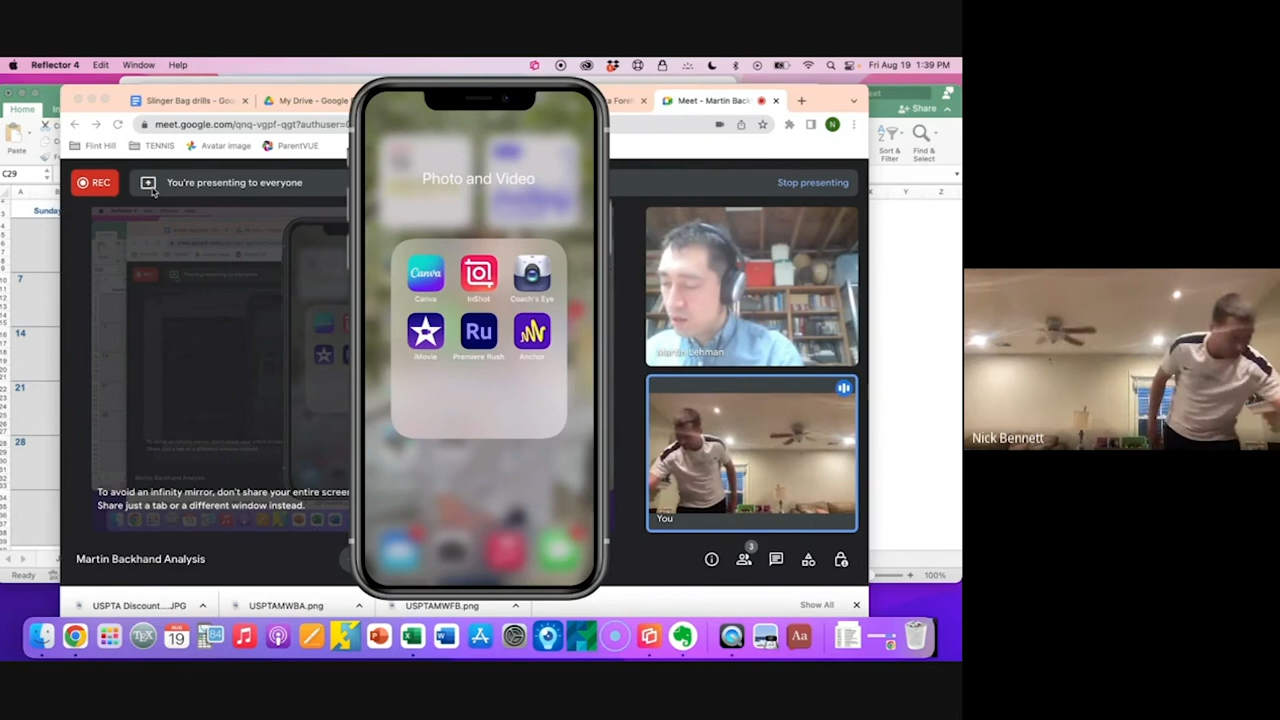 Reflector 4 Edit Window Help Fri Aug 19 1:39 PM
Slinger Bag drills - Goo My Drive - Google Meet - Martin Back
Home Share
meet.google.com/qnq-vgpf-qgt?authuser=
Flint Hill TENNIS Avatar image ParentVUE
Paste
Sort & Filter Find & Select
C29
REC You're presenting to everyone Stop presenting
Photo and Video
A X Y Z
Sunday
7
14
21
28
Canva InShot Coach's Eye
iMovie Premiere Rush Anchor
Martin Lehman
Nick Bennett
To avoid an infinity mirror, don't share your entire screen
Share just a tab or a different window instead.
You
3
Martin Backhand Analysis
Ready 100%
USPTA Discount....JPG USPTAMWBA.png USPTAMWFB.png Show All
TEX AUG 19 Aa